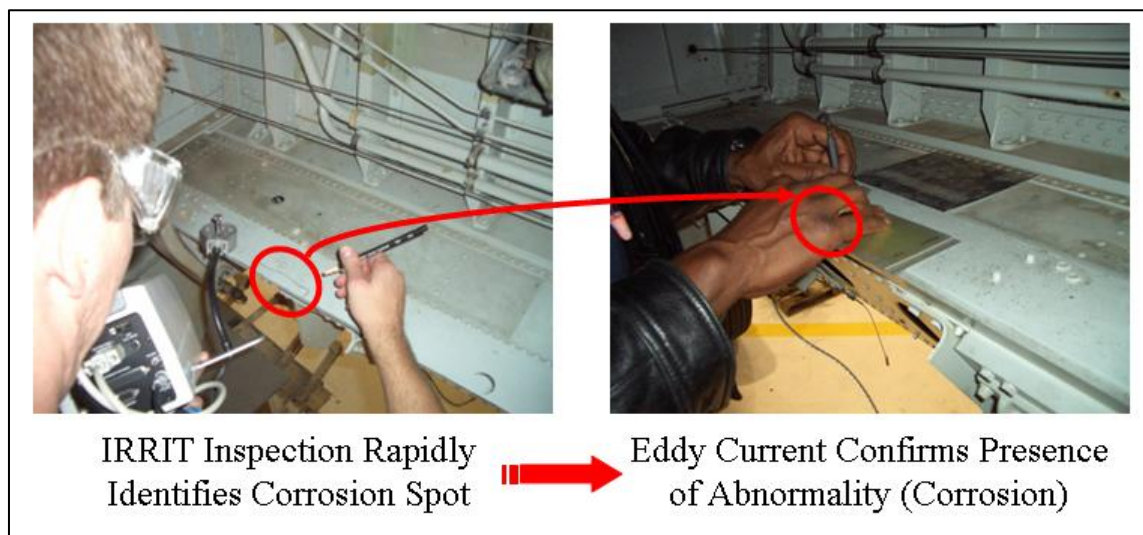 IRRIT Inspection Rapidly
Identifies Corrosion Spot
Eddy Current Confirms Presence
of Abnormality (Corrosion)